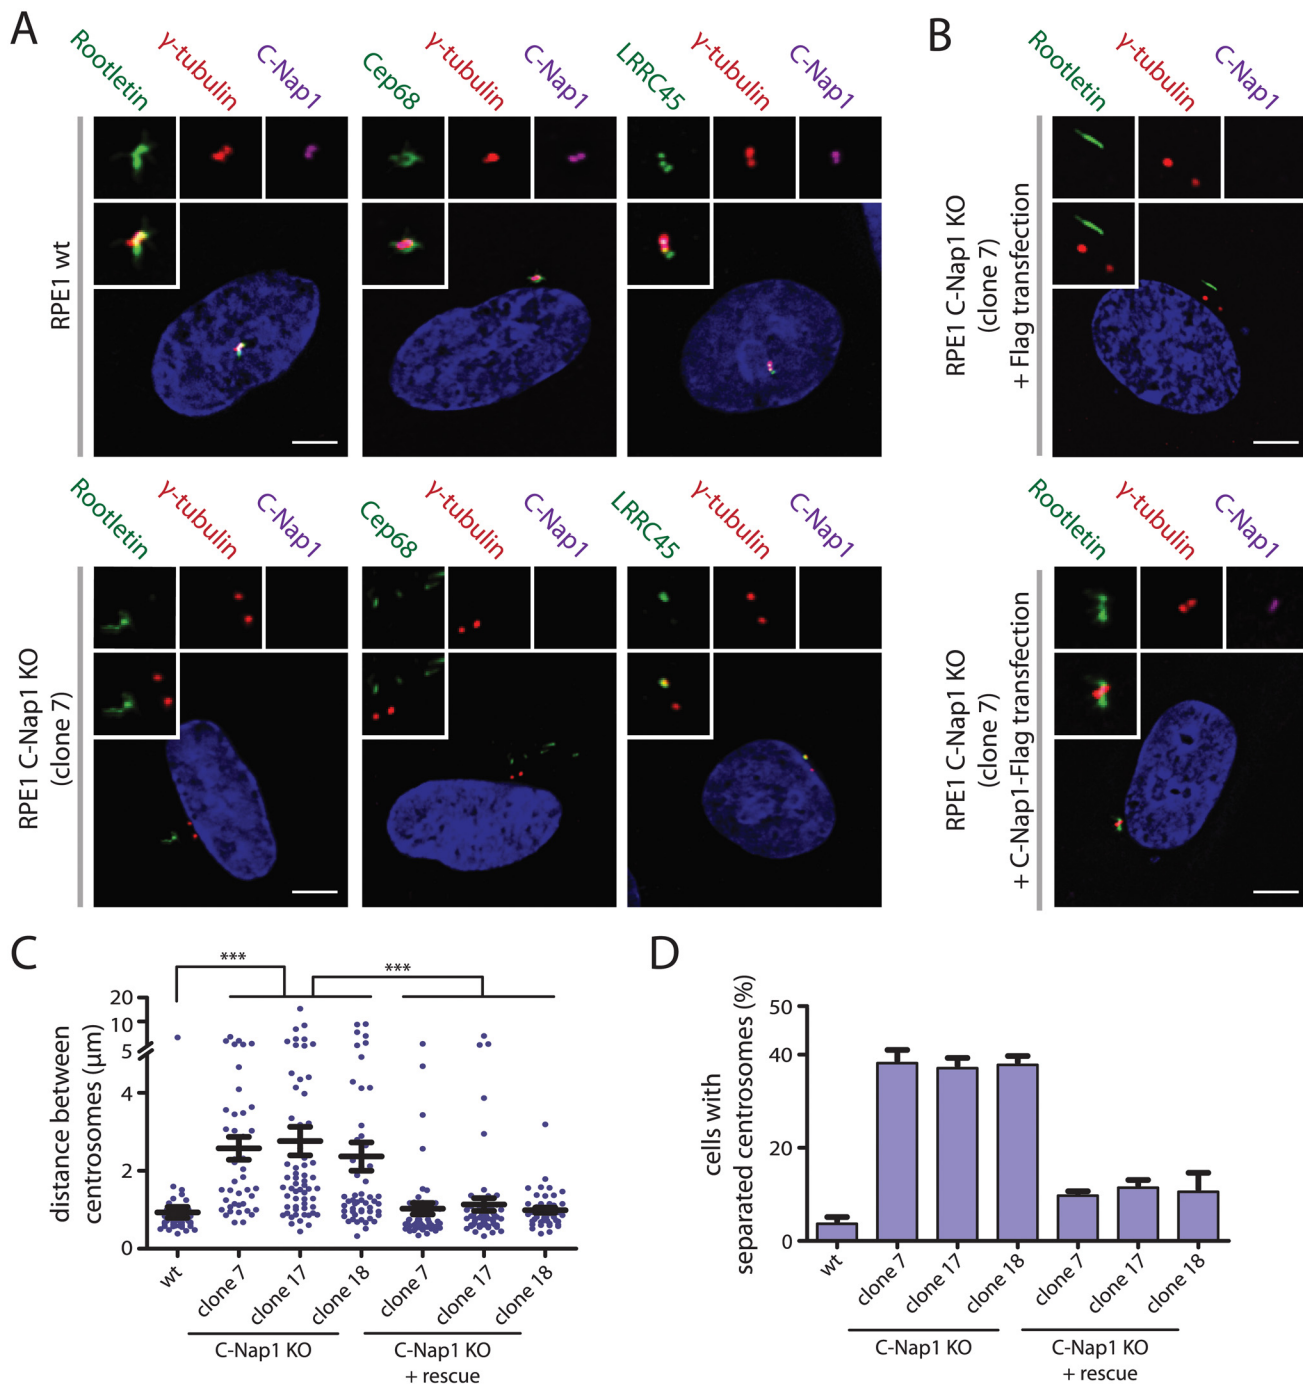 A
Rootletin γ-tubulin C-Nap1 Cep68 γ-tubulin C-Nap1 LRRC45 γ-tubulin C-Nap1
RPE1 wt
Rootletin γ-tubulin C-Nap1 Cep68 γ-tubulin C-Nap1 LRRC45 γ-tubulin C-Nap1
RPE1 C-Nap1 KO
(clone 7)
B
Rootletin γ-tubulin C-Nap1
RPE1 C-Nap1 KO
(clone 7)
+ Flag transfection
Rootletin γ-tubulin C-Nap1
RPE1 C-Nap1 KO
(clone 7)
+ C-Nap1-Flag transfection
C
distance between
centrosomes (μm)
20
10
5
4
2
0
***
***
wt clone 7 clone 17 clone 18 clone 7 clone 17 clone 18
C-Nap1 KO
C-Nap1 KO
+ rescue
D
cells with
separated centrosomes (%)
50
40
20
0
wt clone 7 clone 17 clone 18 clone 7 clone 17 clone 18
C-Nap1 KO
C-Nap1 KO
+ rescue